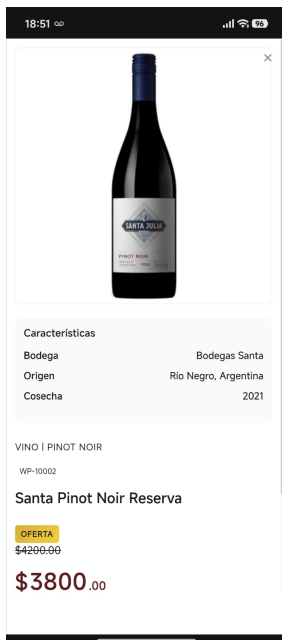 18:51
96
SANTA JULIA
PINOT NOIR
Características
Bodega Bodegas Santa
Origen Río Negro, Argentina
Cosecha 2021
VINO | PINOT NOIR
WP-10002
Santa Pinot Noir Reserva
OFERTA
$4200.00
$3800.00